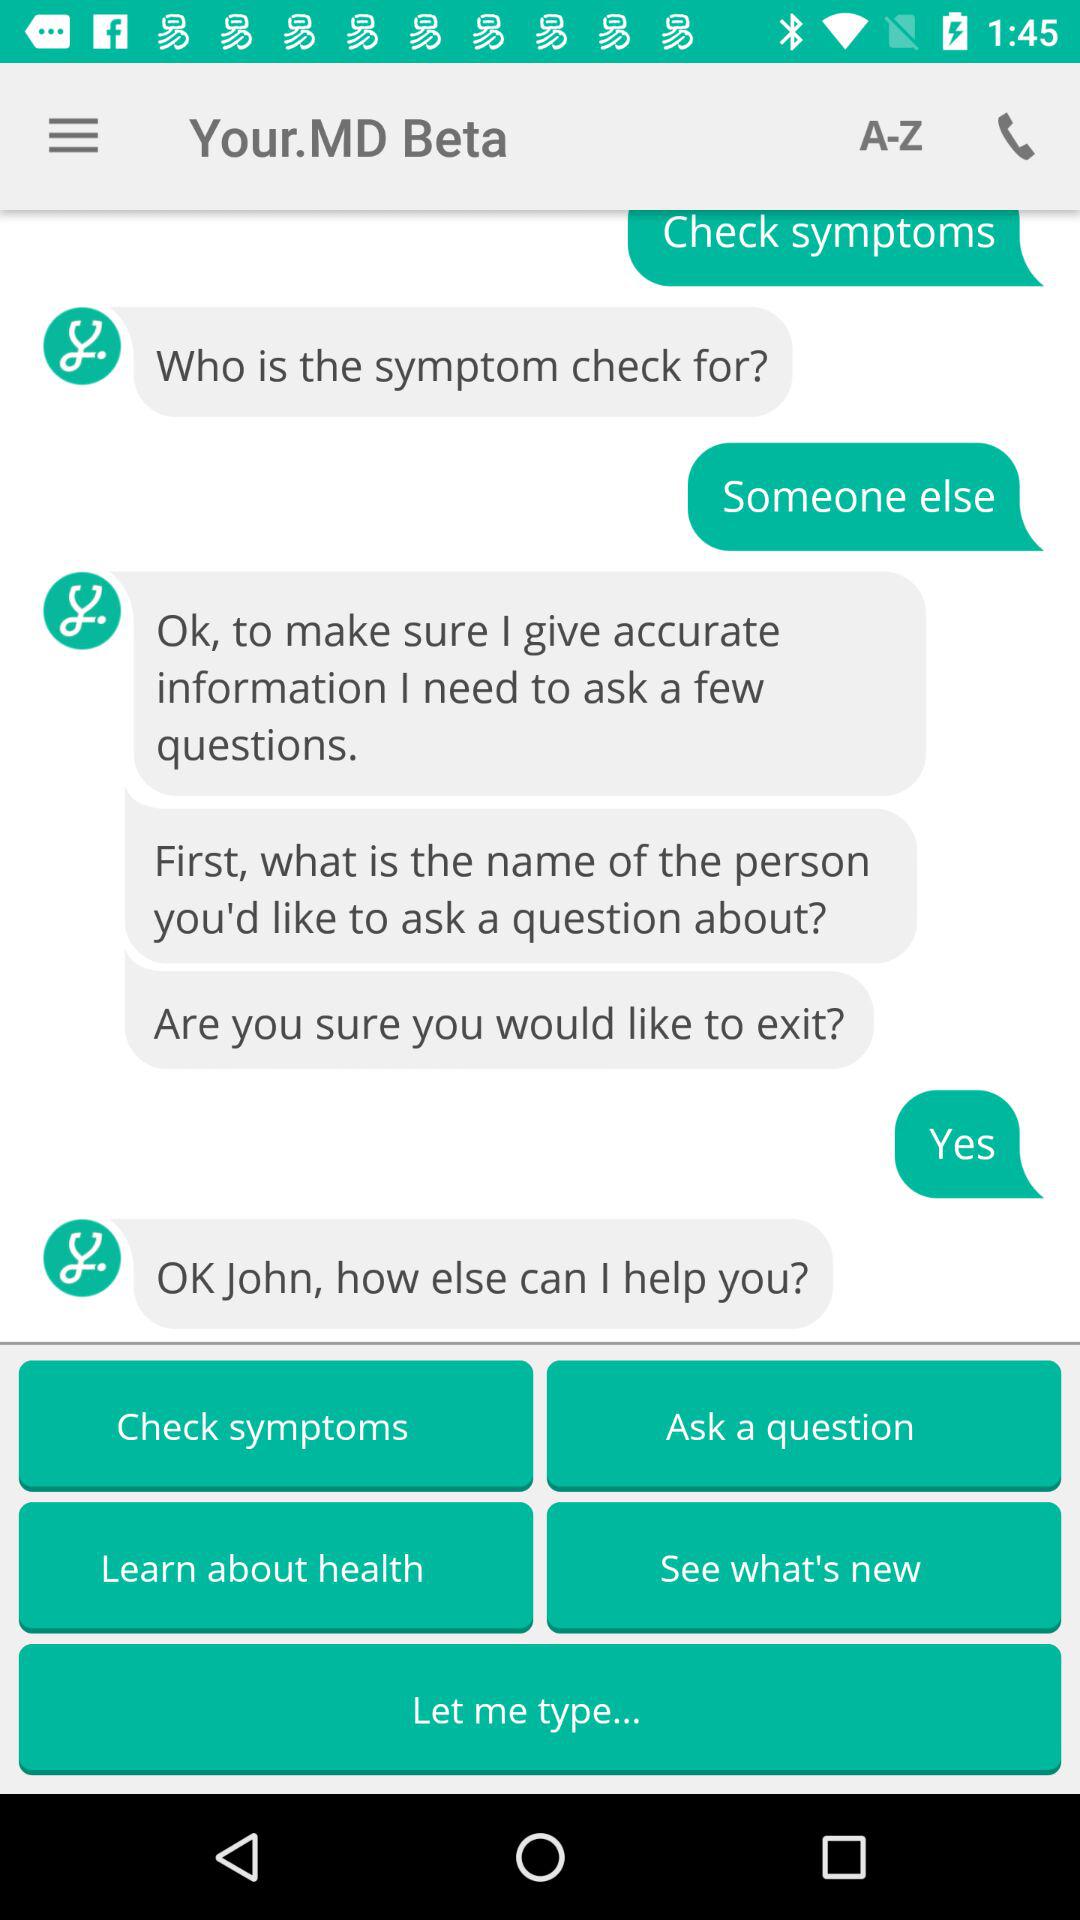 1:45
Your.MD Beta
A-Z
Check symptoms
Who is the symptom check for?
Someone else
Ok, to make sure I give accurate
information I need to ask a few
questions.
First, what is the name of the person
you'd like to ask a question about?
Are you sure you would like to exit?
Yes
OK John, how else can I help you?
Check symptoms
Ask a question
Learn about health
See what's new
Let me type...